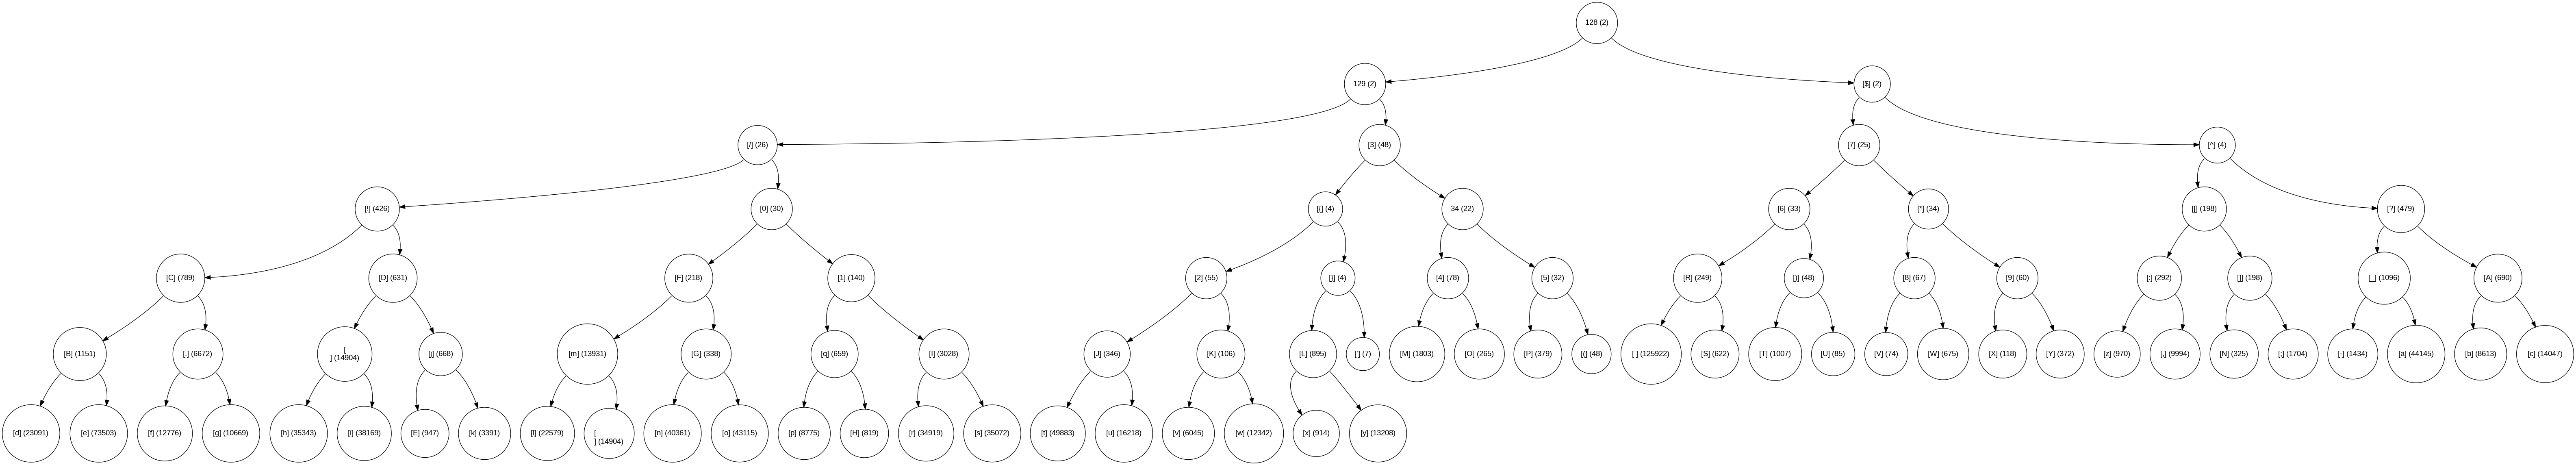 128 (2)
129 (2)
[$] (2)
[/] (26)
[3] (48)
[7] (25)
[^] (4)
[!] (426)
[0] (30)
[(] (4)
34 (22)
[6] (33)
[*] (34)
[[] (198)
[?] (479)
[C] (789)
[D] (631)
[F] (218)
[1] (140)
[2] (55)
[}] (4)
[4] (78)
[5] (32)
[R] (249)
[)] (48)
[8] (67)
[9] (60)
[:] (292)
[]] (198)
[_] (1096)
[A] (690)
[B] (1151)
[.] (6672)
[
] (14904)
[j] (668)
[m] (13931)
[G] (338)
[q] (659)
[I] (3028)
[J] (346)
[K] (106)
[L] (895)
['] (7)
[M] (1803)
[O] (265)
[P] (379)
[(] (48)
[ ] (125922)
[S] (622)
[T] (1007)
[U] (85)
[V] (74)
[W] (675)
[X] (118)
[Y] (372)
[z] (970)
[,] (9994)
[N] (325)
[;] (1704)
[-] (1434)
[a] (44145)
[b] (8613)
[c] (14047)
[d] (23091)
[e] (73503)
[f] (12776)
[g] (10669)
[h] (35343)
[i] (38169)
[E] (947)
[k] (3391)
[l] (22579)
[
] (14904)
[n] (40361)
[o] (43115)
[p] (8775)
[H] (819)
[r] (34919)
[s] (35072)
[t] (49883)
[u] (16218)
[v] (6045)
[w] (12342)
[x] (914)
[y] (13208)